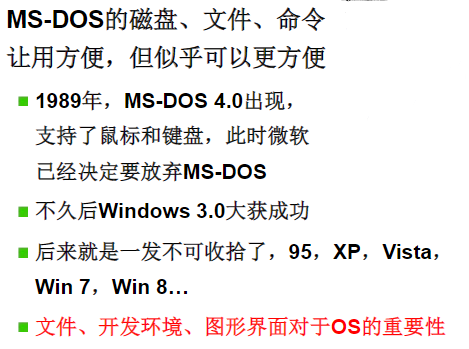 MS-DOS的磁盘、文件、命令
让用方便，但似乎可以更方便
1989年，MS-DOS 4.0出现，
支持了鼠标和键盘，此时微软
已经决定要放弃MS-DOS
不久后Windows 3.0大获成功
后来就是一发不可收拾了，95，XP，Vista，
Win 7，Win 8…
文件、开发环境、图形界面对于OS的重要性